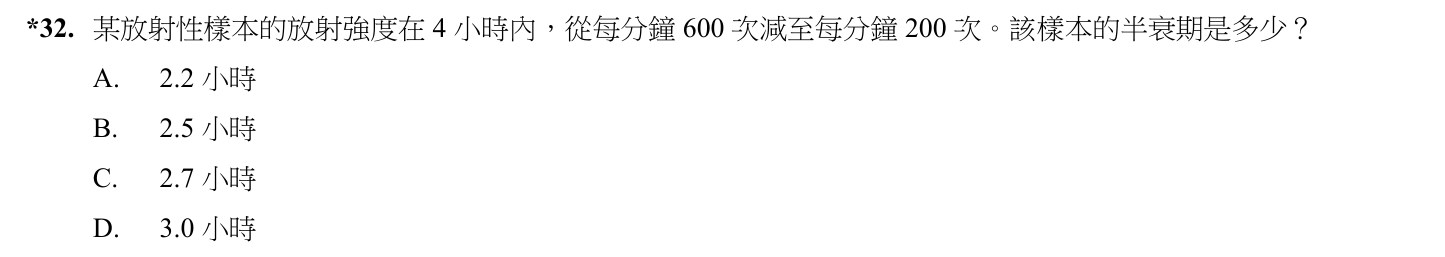 *32. 某放射性樣本的放射強度在 4 小時內,從每分鐘 600 次減至每分鐘 200 次。該樣本的半衰期是多少?
A. 2.2 小時
B. 2.5 小時
C. 2.7 小時
D. 3.0 小時